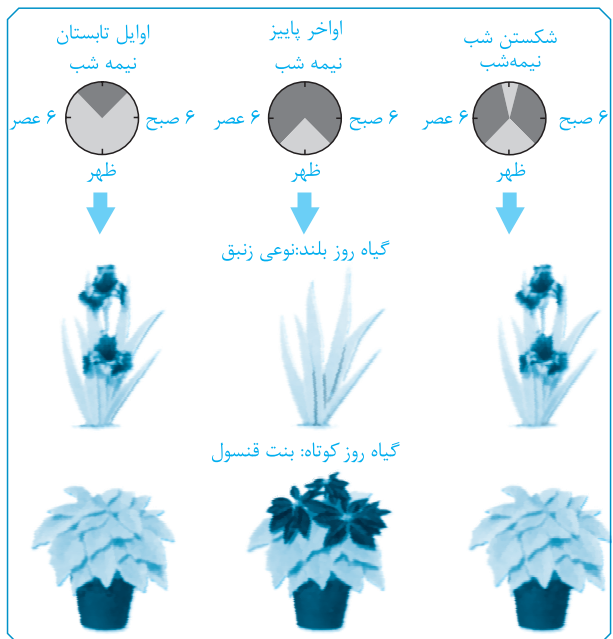 شکستن شب
نیمه‌شب
۶ صبح
۶ عصر
ظهر
اواخر پاییز
نیمه شب
۶ صبح
۶ عصر
ظهر
اوایل تابستان
نیمه شب
۶ صبح
۶ عصر
ظهر
گیاه روز بلند:نوعی زنبق
گیاه روز کوتاه: بنت قنسول